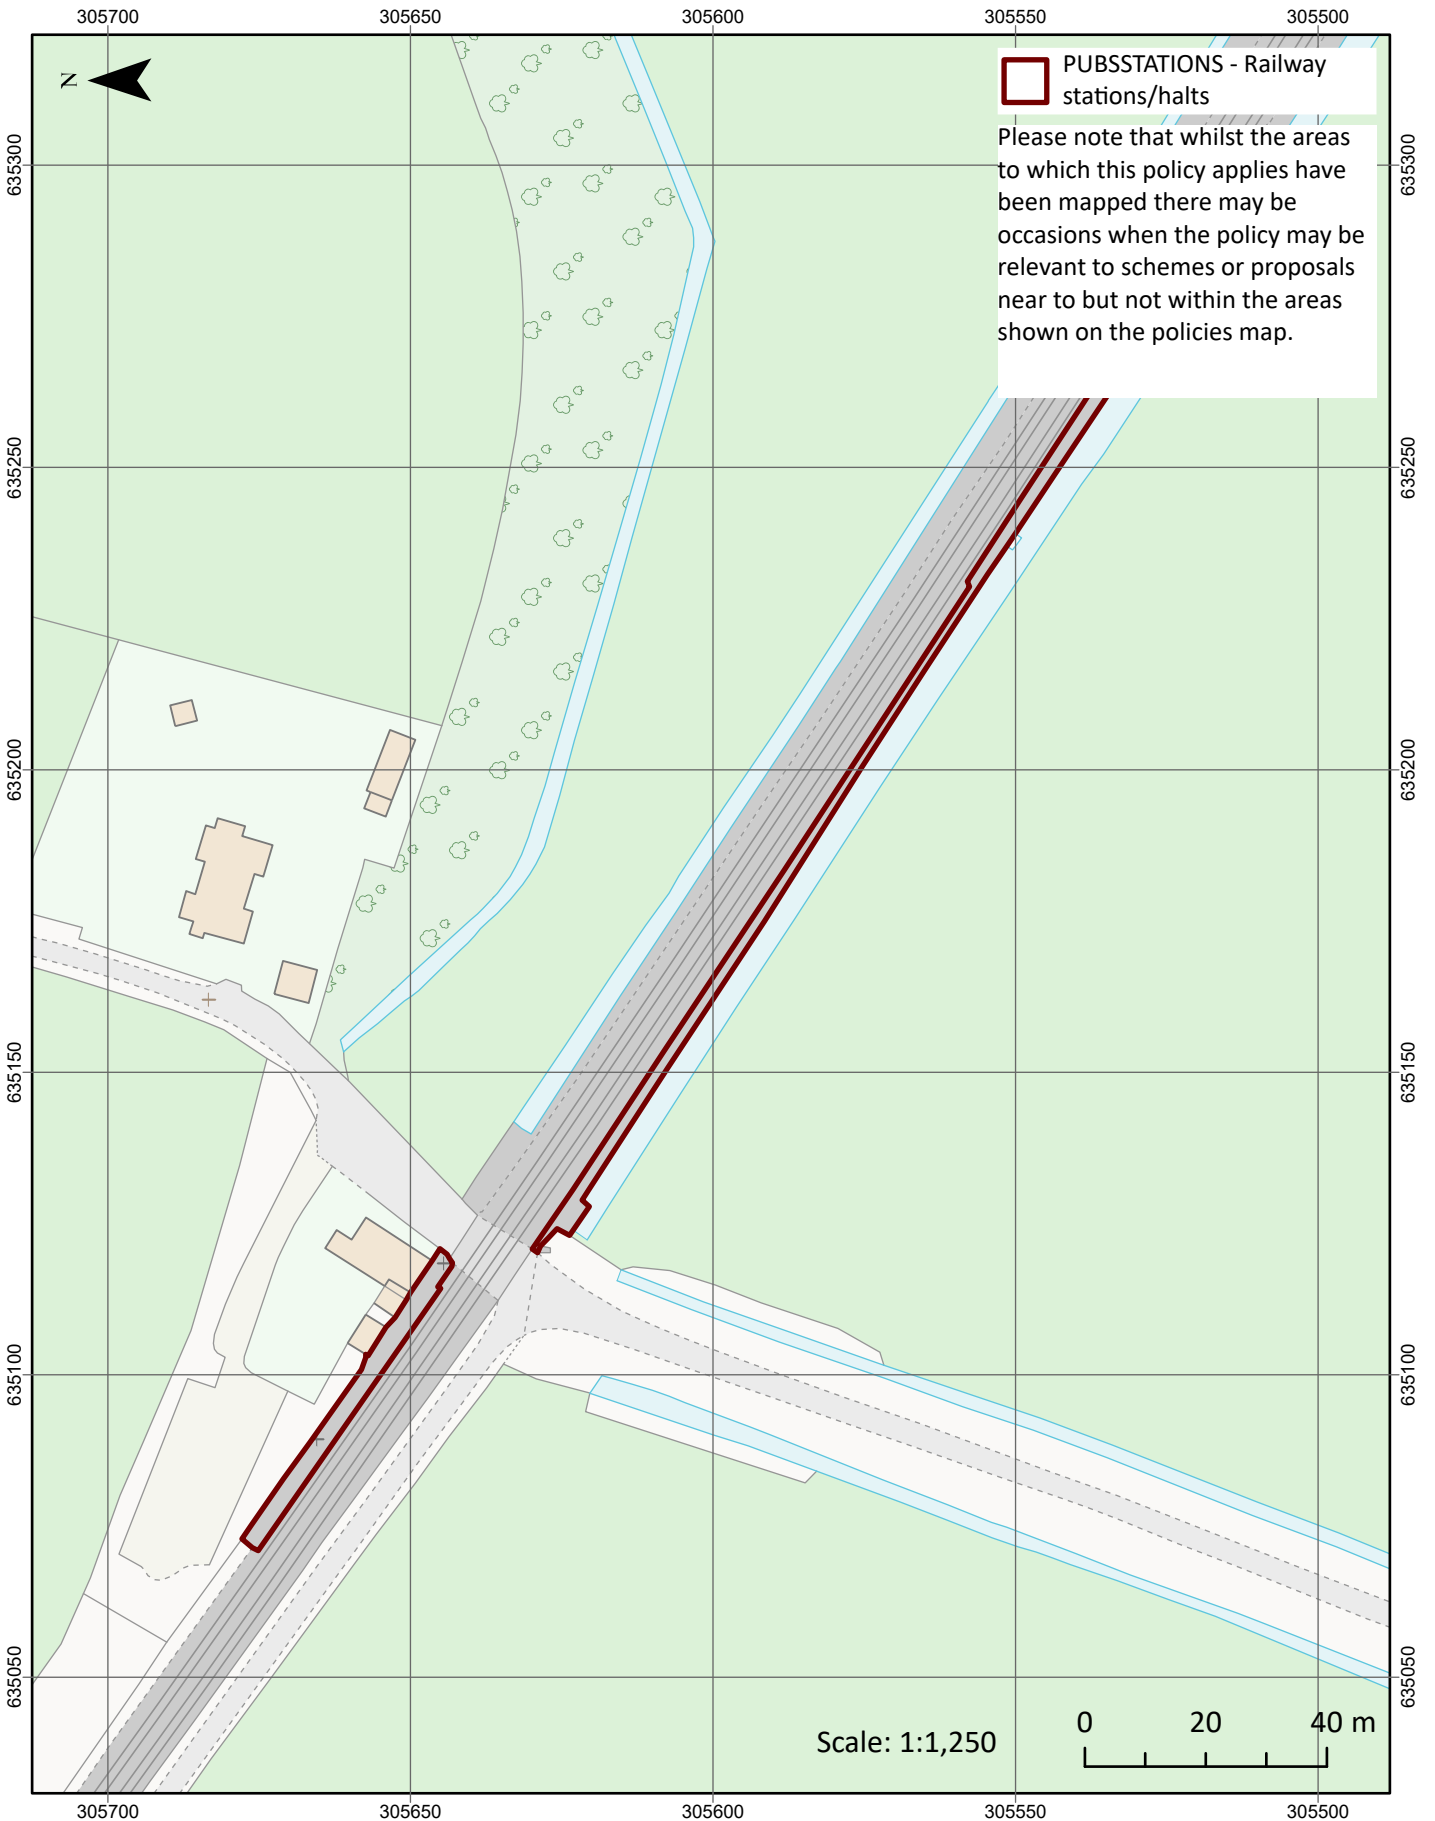 305700 305650 305600 305550 305500
N
PUBSSTATIONS - Railway
stations/halts
Please note that whilst the areas
to which this policy applies have
been mapped there may be
occasions when the policy may be
relevant to schemes or proposals
near to but not within the areas
shown on the policies map.
635300 635300
635250 635250
635200 635200
635150 635150
635100 635100
635050 635050
Scale: 1:1,250
0 20 40 m
305700 305650 305600 305550 305500